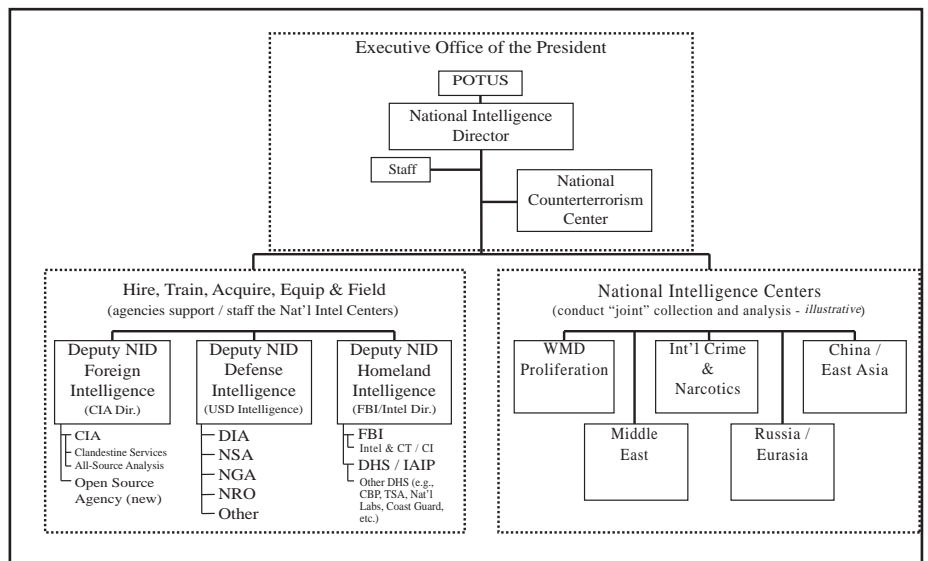 Executive Office of the President
POTUS
National Intelligence
Director
Staff
National
Counterterrorism
Center
Hire, Train, Acquire, Equip & Field
(agencies support / staff the Nat'l Intel Centers)
Deputy NID
Foreign
Intelligence
(CIA Dir.)
CIA
Clandestine Services
All-Source Analysis
Open Source
Agency (new)
Deputy NID
Defense
Intelligence
(USD Intelligence)
DIA
NSA
NGA
NRO
Other
Deputy NID
Homeland
Intelligence
(FBI/Intel Dir.)
FBI
Intel & CT / CI
DHS / IAIP
Other DHS (e.g.,
CBP, TSA, Nat'l
Labs, Coast Guard,
etc.)
National Intelligence Centers
(conduct “joint” collection and analysis - illustrative)
WMD
Proliferation
Int'l Crime
&
Narcotics
China /
East Asia
Middle
East
Russia /
Eurasia